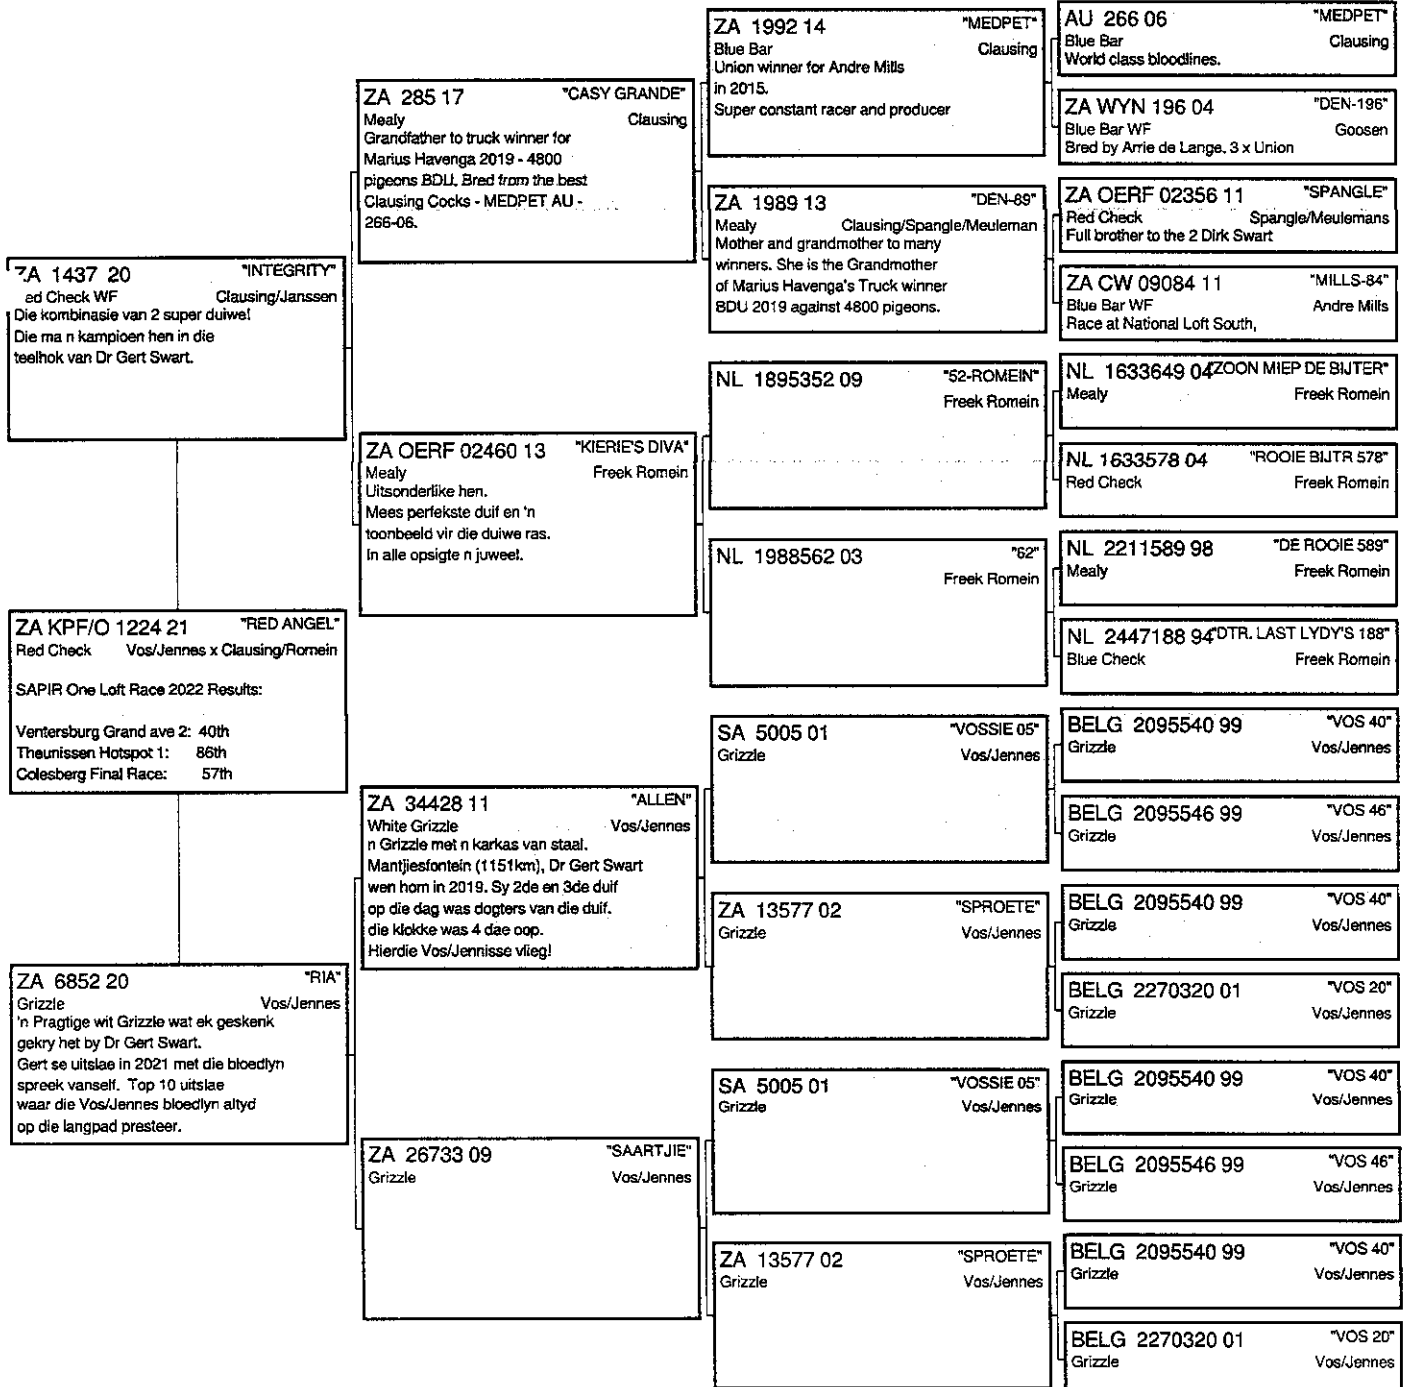 ZA 1437 20 "INTEGRITY"
ed Check WF Clausing/Janssen
Die kombinasie van 2 super duiwe!
Die ma n kampioen hen in die
teelhok van Dr Gert Swart.
ZA KPF/O 1224 21 "RED ANGEL"
Red Check Vos/Jennes x Clausing/Romein
SAPIR One Loft Race 2022 Results:
Ventersburg Grand ave 2: 40th
Theunissen Hotspot 1: 86th
Colesberg Final Race: 57th
ZA 6852 20 "RIA"
Grizzle Vos/Jennes
'n Pragtige wit Grizzle wat ek geskenk
gekry het by Dr Gert Swart.
Gert se uitslae in 2021 met die bloedlyn
spreek vanself. Top 10 uitslae
waar die Vos/Jennes bloedlyn altyd
op die langpad presteer.
ZA 285 17 "CASY GRANDE"
Mealy Clausing
Grandfather to truck winner for
Marius Havenga 2019 - 4800
pigeons BDU. Bred from the best
Clausing Cocks - MEDPET AU -
266-06.
ZA OERF 02460 13 "KIERIE'S DIVA"
Mealy Freek Romein
Uitsonderlike hen.
Mees perfekste duif en 'n
toonbeeld vir die duiwe ras.
In alle opsigte n juweel.
ZA 34428 11 "ALLEN"
White Grizzle Vos/Jennes
n Grizzle met n karkas van staal.
Mantjiesfontein (1151km), Dr Gert Swart
wen hom in 2019. Sy 2de en 3de duif
op die dag was dogters van die duif.
die klokke was 4 dae oop.
Hierdie Vos/Jennisse vlieg!
ZA 26733 09 "SAARTJIE"
Grizzle Vos/Jennes
ZA 1992 14 "MEDPET"
Blue Bar Clausing
Union winner for Andre Mills
in 2015.
Super constant racer and producer
ZA 1989 13 "DEN-89"
Mealy Clausing/Spangle/Meuleman
Mother and grandmother to many
winners. She is the Grandmother
of Marius Havenga's Truck winner
BDU 2019 against 4800 pigeons.
NL 1895352 09 "52-ROMEIN"
Freek Romein
NL 1988562 03 "62"
Freek Romein
SA 5005 01 "VOSSIE 05"
Grizzle Vos/Jennes
ZA 13577 02 "SPROETE"
Grizzle Vos/Jennes
SA 5005 01 "VOSSIE 05"
Grizzle Vos/Jennes
ZA 13577 02 "SPROETE"
Grizzle Vos/Jennes
AU 266 06 "MEDPET"
Blue Bar Clausing
World class bloodlines.
ZA WYN 196 04 "DEN-196"
Blue Bar WF Goosen
Bred by Arrie de Lange. 3 x Union
ZA OERF 02356 11 "SPANGLE"
Red Check Spangle/Meulemans
Full brother to the 2 Dirk Swart
ZA CW 09084 11 "MILLS-84"
Blue Bar WF Andre Mills
Race at National Loft South,
NL 1633649 04 "ZOON MIEP DE BIJTER"
Mealy Freek Romein
NL 1633578 04 "ROOIE BIJTR 578"
Red Check Freek Romein
NL 2211589 98 "DE ROOIE 589"
Mealy Freek Romein
NL 2447188 94 "DTR. LAST LYDY'S 188"
Blue Check Freek Romein
BELG 2095540 99 "VOS 40"
Grizzle Vos/Jennes
BELG 2095546 99 "VOS 46"
Grizzle Vos/Jennes
BELG 2095540 99 "VOS 40"
Grizzle Vos/Jennes
BELG 2270320 01 "VOS 20"
Grizzle Vos/Jennes
BELG 2095540 99 "VOS 40"
Grizzle Vos/Jennes
BELG 2095546 99 "VOS 46"
Grizzle Vos/Jennes
BELG 2095540 99 "VOS 40"
Grizzle Vos/Jennes
BELG 2270320 01 "VOS 20"
Grizzle Vos/Jennes